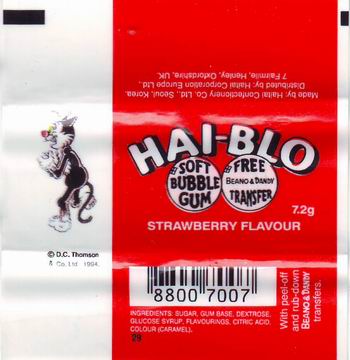 Made by: Haitai Confectionery Co., Ltd., Seoul, Korea.
Distributed by: Haitai Corporation Europe Ltd.,
7 Fairmile, Henley, Oxfordshire, UK.
HAI-BLO
SOFT
BUBBLE
GUM
FREE
BEANO & DANDY
TRANSFER
7.2g
STRAWBERRY FLAVOUR
© D.C. Thomson
& Co. Ltd. 1994.
8800 7007
INGREDIENTS: SUGAR, GUM BASE, DEXTROSE,
GLUCOSE SYRUP, FLAVOURINGS, CITRIC ACID,
COLOUR (CARAMEL).
29
With peel-off
and rub-down
BEANO & DANDY
transfers.